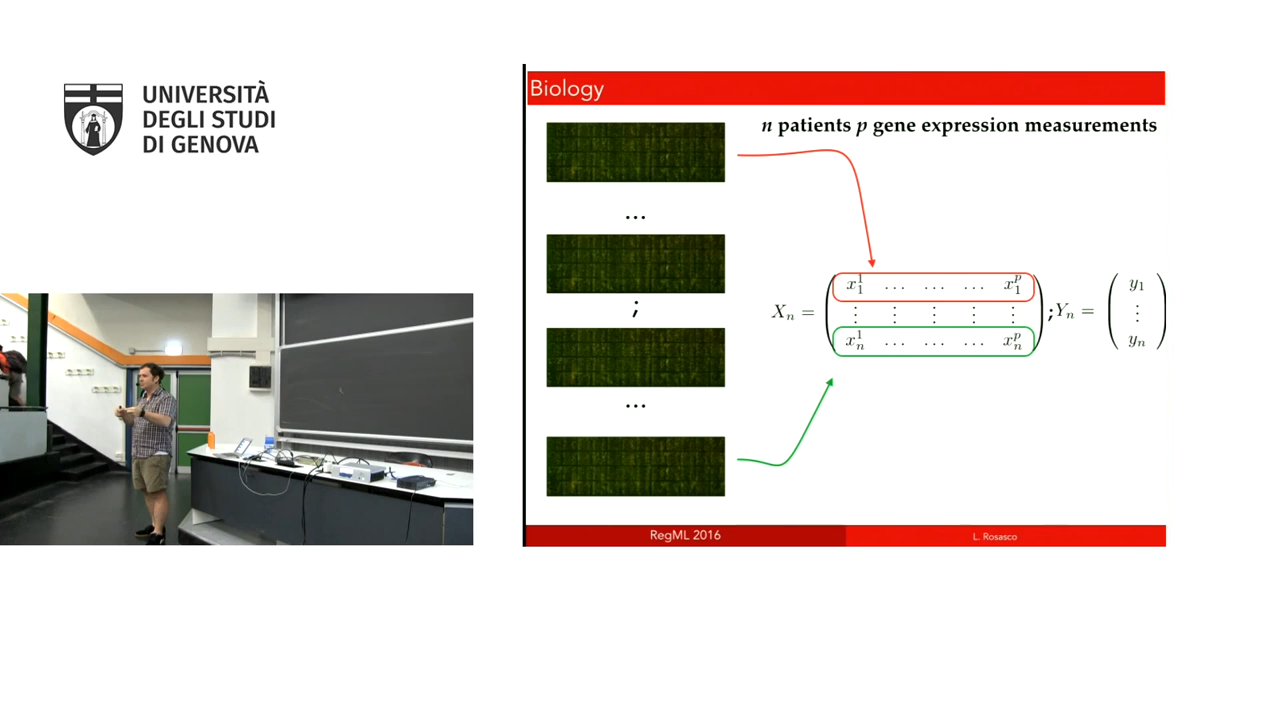 UNIVERSITÀ
DEGLI STUDI
DI GENOVA
Biology
n patients p gene expression measurements
...
;
...
X_n = ( x_1^1 … … … x_1^p
⋮ ⋮ ⋮ ⋮ ⋮
x_n^1 … … … x_n^p ) ; Y_n = ( y_1
⋮
y_n )
RegML 2016
L. Rosasco